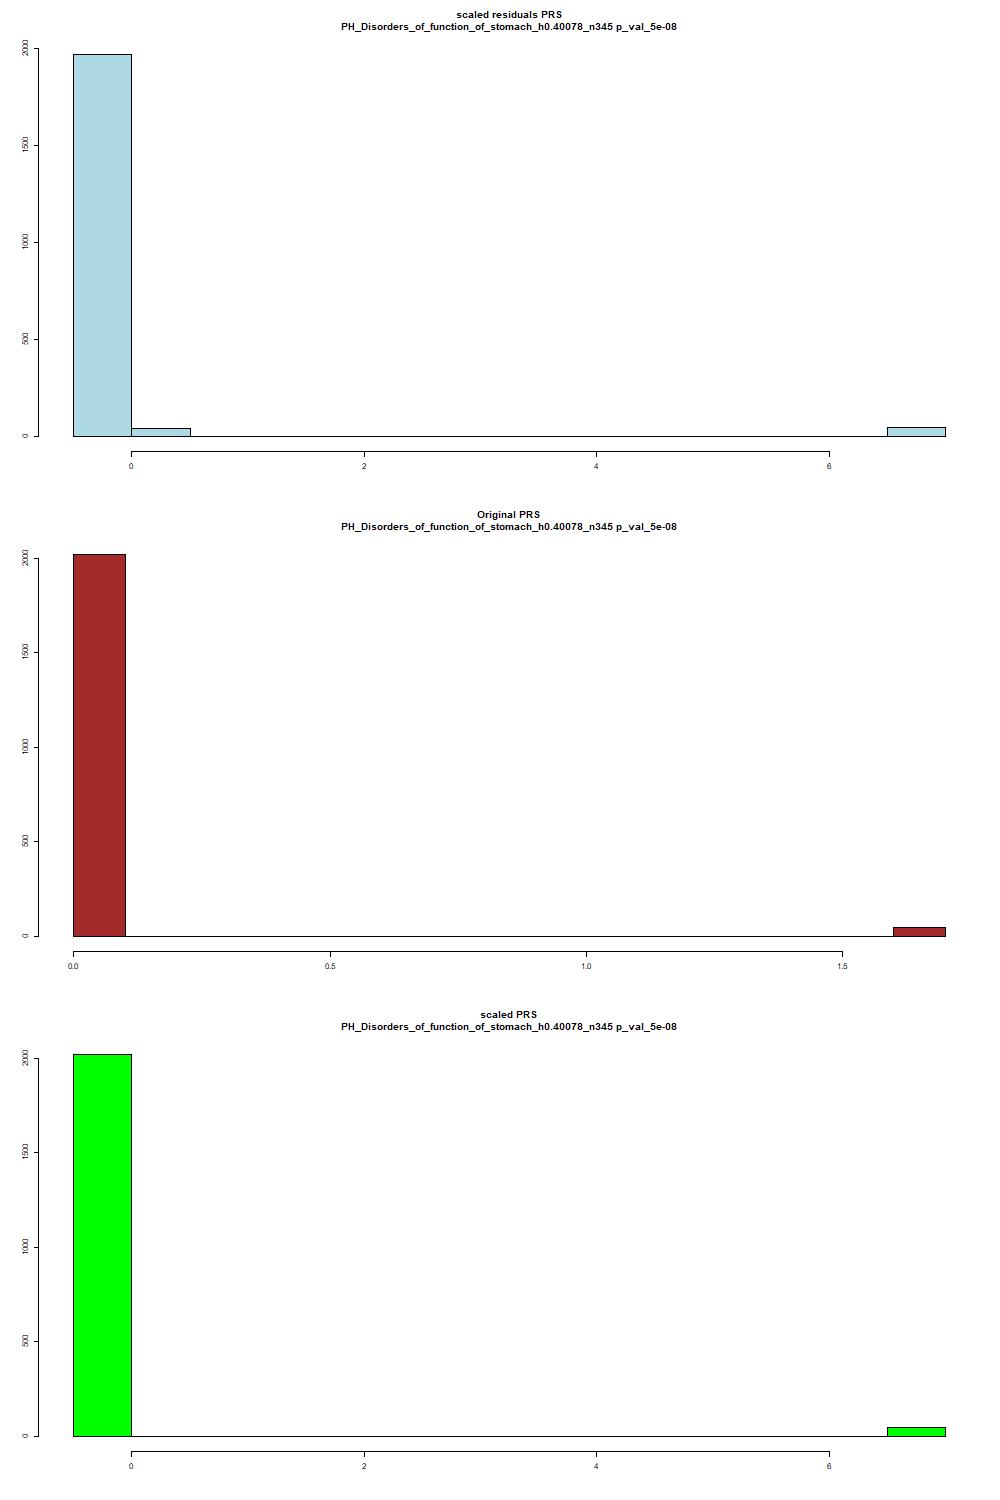 scaled residuals PRS
PH_Disorders_of_function_of_stomach_h0.40078_n345 p_val_5e-08
2000
1500
1000
500
0
0 2 4 6
Original PRS
PH_Disorders_of_function_of_stomach_h0.40078_n345 p_val_5e-08
2000
1500
1000
500
0
0.0 0.5 1.0 1.5
scaled PRS
PH_Disorders_of_function_of_stomach_h0.40078_n345 p_val_5e-08
2000
1500
1000
500
0
0 2 4 6